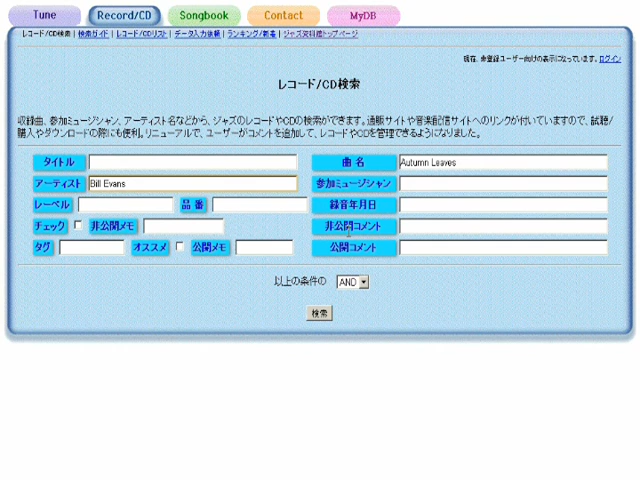 Tune Record/CD Songbook Contact MyDB
レコード/CD検索 | 検索ガイド | レコード/CDリスト | データ入力依頼 | ランキング/新着 | ジャズ資料館トップページ
現在、非登録ユーザー向けの表示になっています。ログイン
レコード/CD検索
収録曲、参加ミュージシャン、アーティスト名などから、ジャズのレコードやCDの検索ができます。通販サイトや音楽配信サイトへのリンクが付いていますので、試聴/
購入やダウンロードの際にも便利。リニューアルで、ユーザーがコメントを追加して、レコードやCDを管理できるようになりました。
タイトル 曲 名 Autumn Leaves
アーティスト Bill Evans 参加ミュージシャン
レーベル 品 番 録音年月日
チェック 非公開メモ 非公開コメント
タグ オススメ 公開メモ 公開コメント
以上の条件の AND
検索